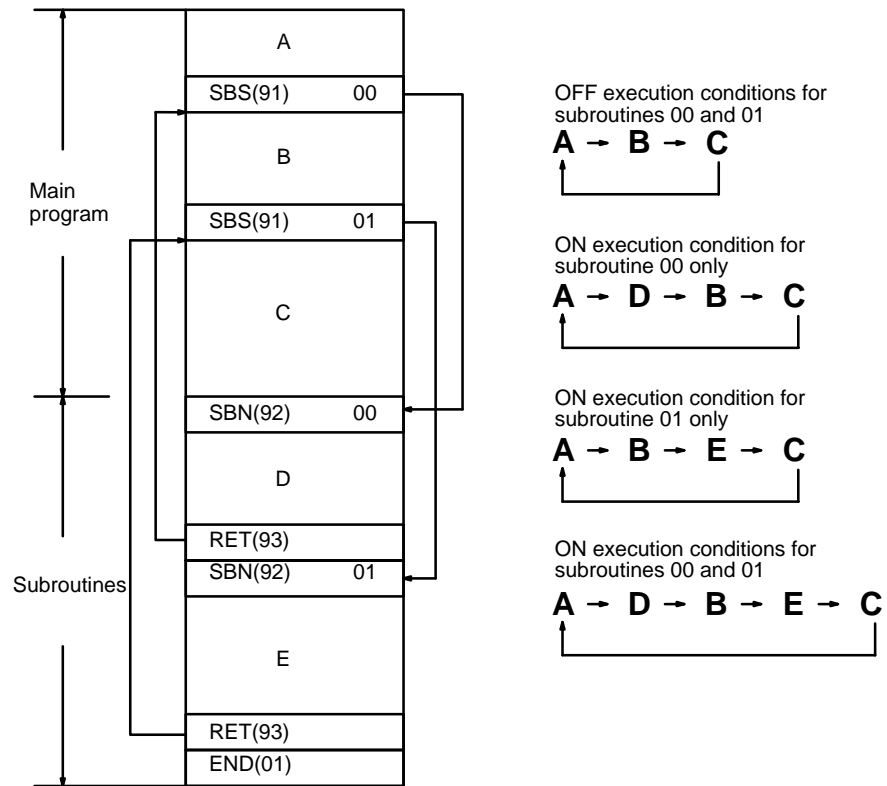 A
SBS(91) 00
B
Main
program
SBS(91) 01
C
SBN(92) 00
D
RET(93)
SBN(92) 01
Subroutines
E
RET(93)
END(01)
OFF execution conditions for
subroutines 00 and 01
A → B → C
ON execution condition for
subroutine 00 only
A → D → B → C
ON execution condition for
subroutine 01 only
A → B → E → C
ON execution conditions for
subroutines 00 and 01
A → D → B → E → C